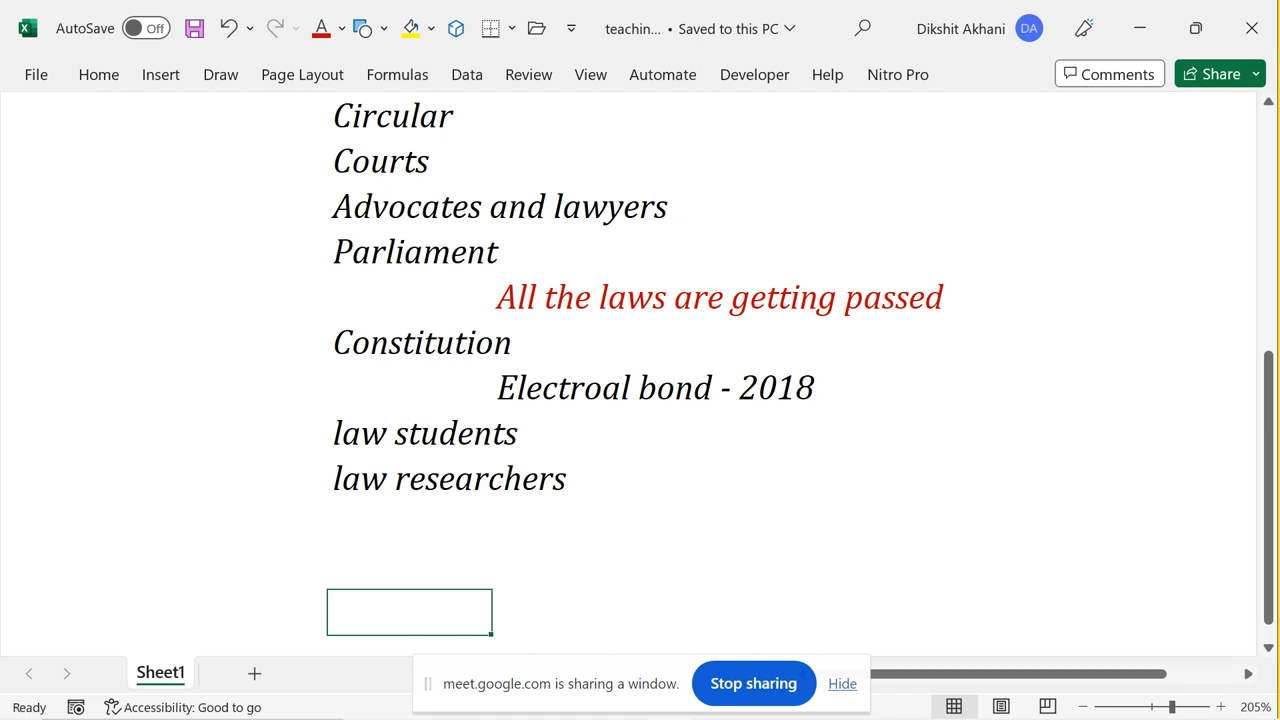 AutoSave Off teachin... • Saved to this PC Dikshit Akhani DA
File Home Insert Draw Page Layout Formulas Data Review View Automate Developer Help Nitro Pro Comments Share
Circular
Courts
Advocates and lawyers
Parliament
All the laws are getting passed
Constitution
Electroal bond - 2018
law students
law researchers
Sheet1
meet.google.com is sharing a window. Stop sharing Hide
Ready Accessibility: Good to go 205%